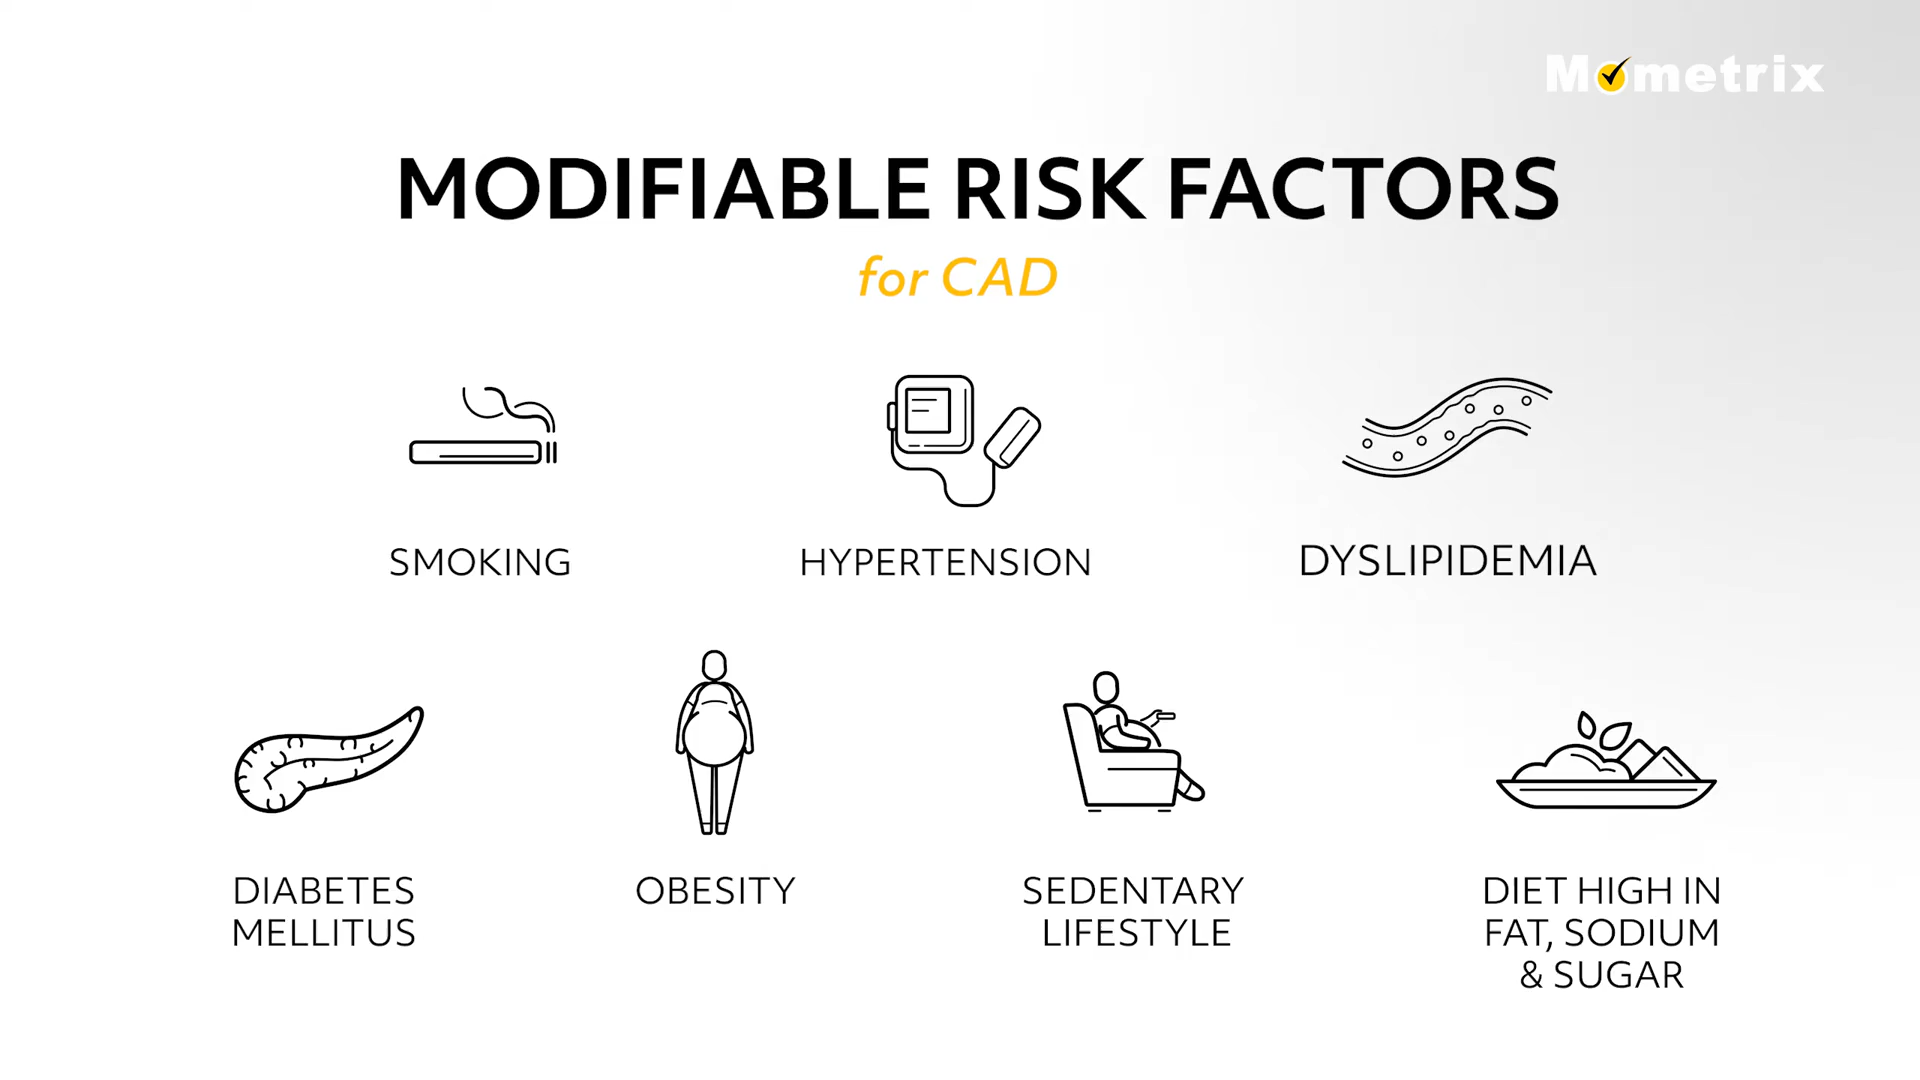 Mometrix
MODIFIABLE RISK FACTORS
for CAD
SMOKING
HYPERTENSION
DYSLIPIDEMIA
DIABETES
MELLITUS
OBESITY
SEDENTARY
LIFESTYLE
DIET HIGH IN
FAT, SODIUM
& SUGAR